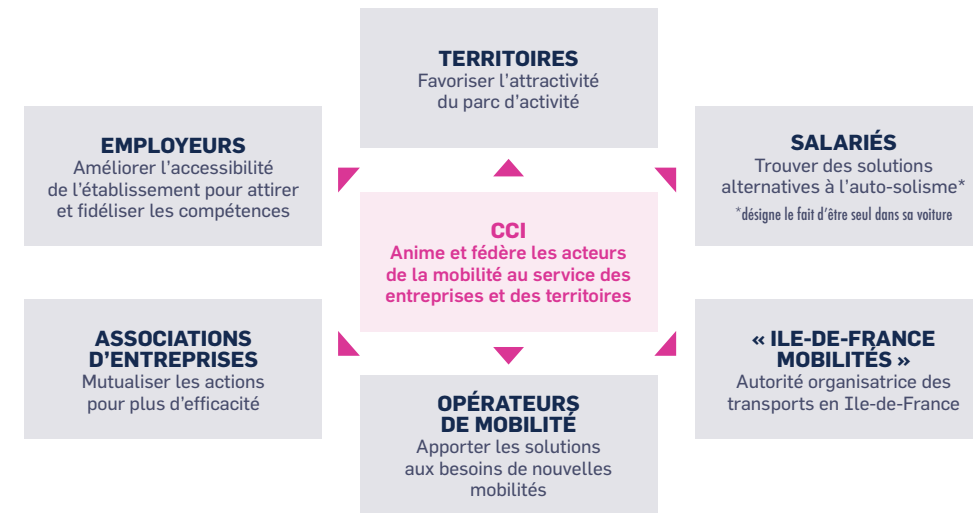 TERRITOIRES
Favoriser l'attractivité
du parc d'activité
EMPLOYEURS
Améliorer l'accessibilité
de l'établissement pour attirer
et fidéliser les compétences
SALARIÉS
Trouver des solutions
alternatives à l'auto-solisme*
*désigne le fait d'être seul dans sa voiture
CCI
Anime et fédère les acteurs
de la mobilité au service des
entreprises et des territoires
ASSOCIATIONS
D'ENTREPRISES
Mutualiser les actions
pour plus d'efficacité
« ILE-DE-FRANCE
MOBILITÉS »
Autorité organisatrice des
transports en Ile-de-France
OPÉRATEURS
DE MOBILITÉ
Apporter les solutions
aux besoins de nouvelles
mobilités